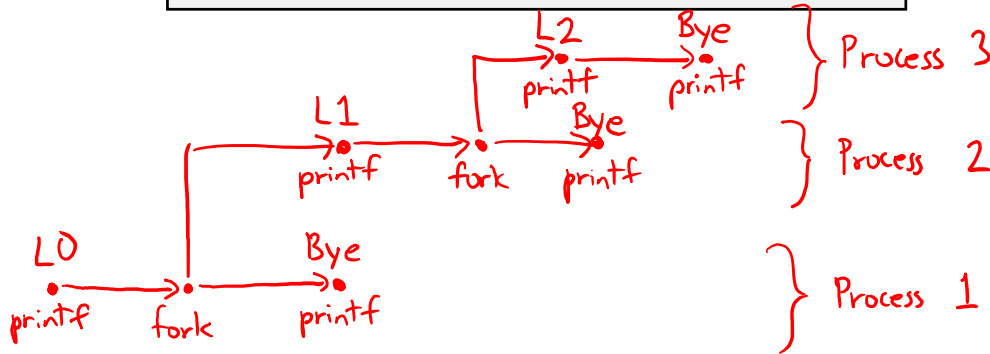 L2 Bye
printf printf
Process 3
L1 Bye
printf fork printf
Process 2
L0 Bye
printf fork printf
Process 1